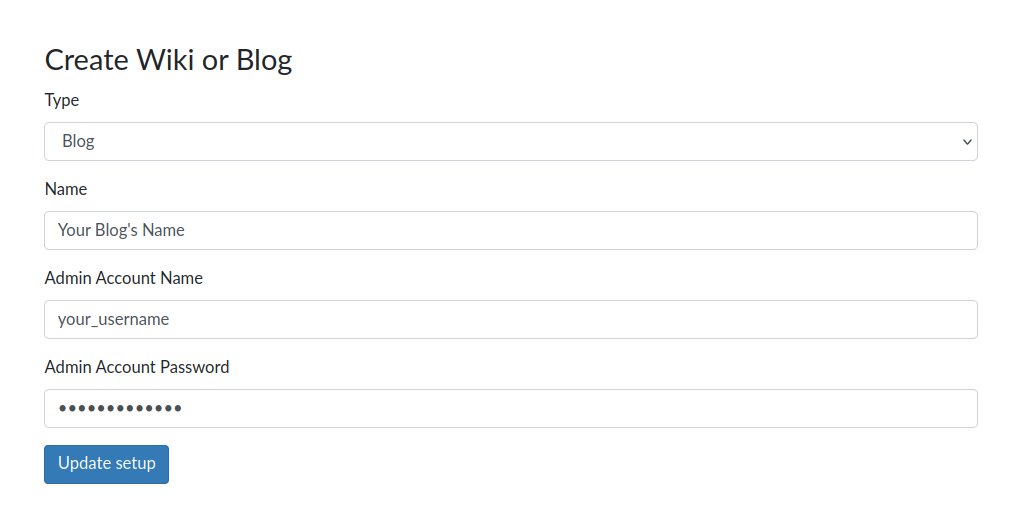 Create Wiki or Blog
Type
Blog
Name
Your Blog's Name
Admin Account Name
your_username
Admin Account Password
•••••••••••••
Update setup